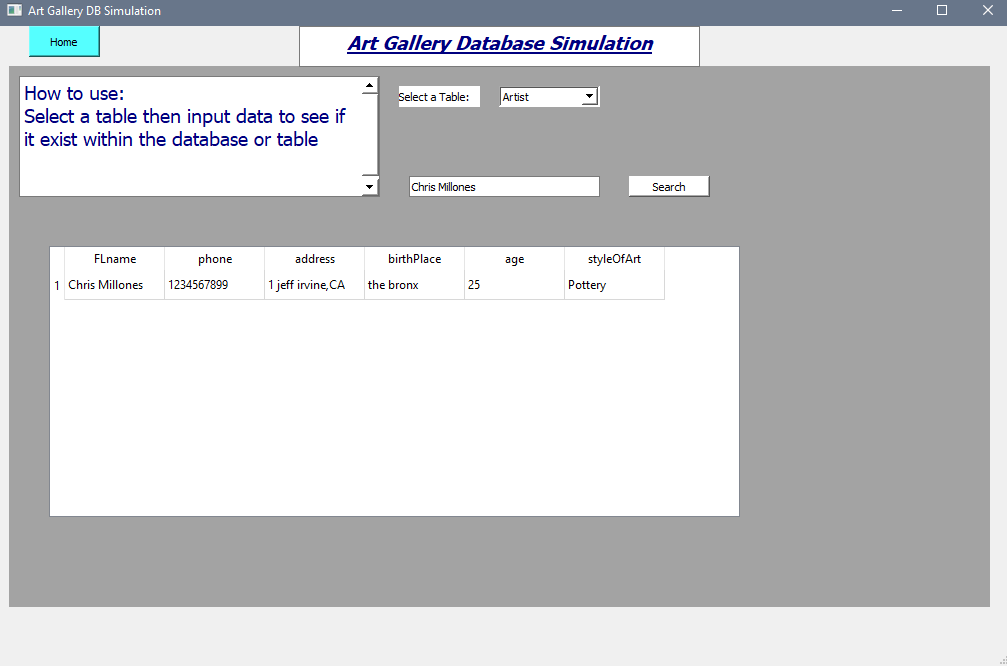 Art Gallery DB Simulation
Home
Art Gallery Database Simulation
How to use:
Select a table then input data to see if
it exist within the database or table
Select a Table:
Artist
Chris Millones
Search
FLname phone address birthPlace age styleOfArt
1 Chris Millones 1234567899 1 jeff irvine,CA the bronx 25 Pottery